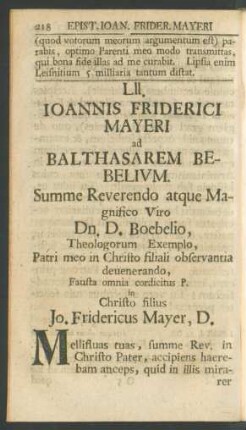 218 EPIST. IOAN. FRIDER. MAYERI
(quod votorum meorum argumentum est) pa-
rabis, optimo Parenti meo modo transmittas,
qui bona fide illas ad me curabit. Lipsia enim
Leisnitium 5. milliaria tantum distat.
LII.
IOANNIS FRIDERICI
MAYERI
ad
BALTHASAREM BE-
BELIVM.
Summe Reverendo atque Ma-
gnifico Viro
Dn. D. Boebelio,
Theologorum Exemplo,
Patri meo in Christo filiali observantia
devenerando,
Fausta omnia cordicitus P.
in
Christo filius
Jo. Fridericus Mayer, D.
Mellifluas tuas, summe Rev. in
Christo Pater, accipiens haere-
bam anceps, quid in illis mira-
rer